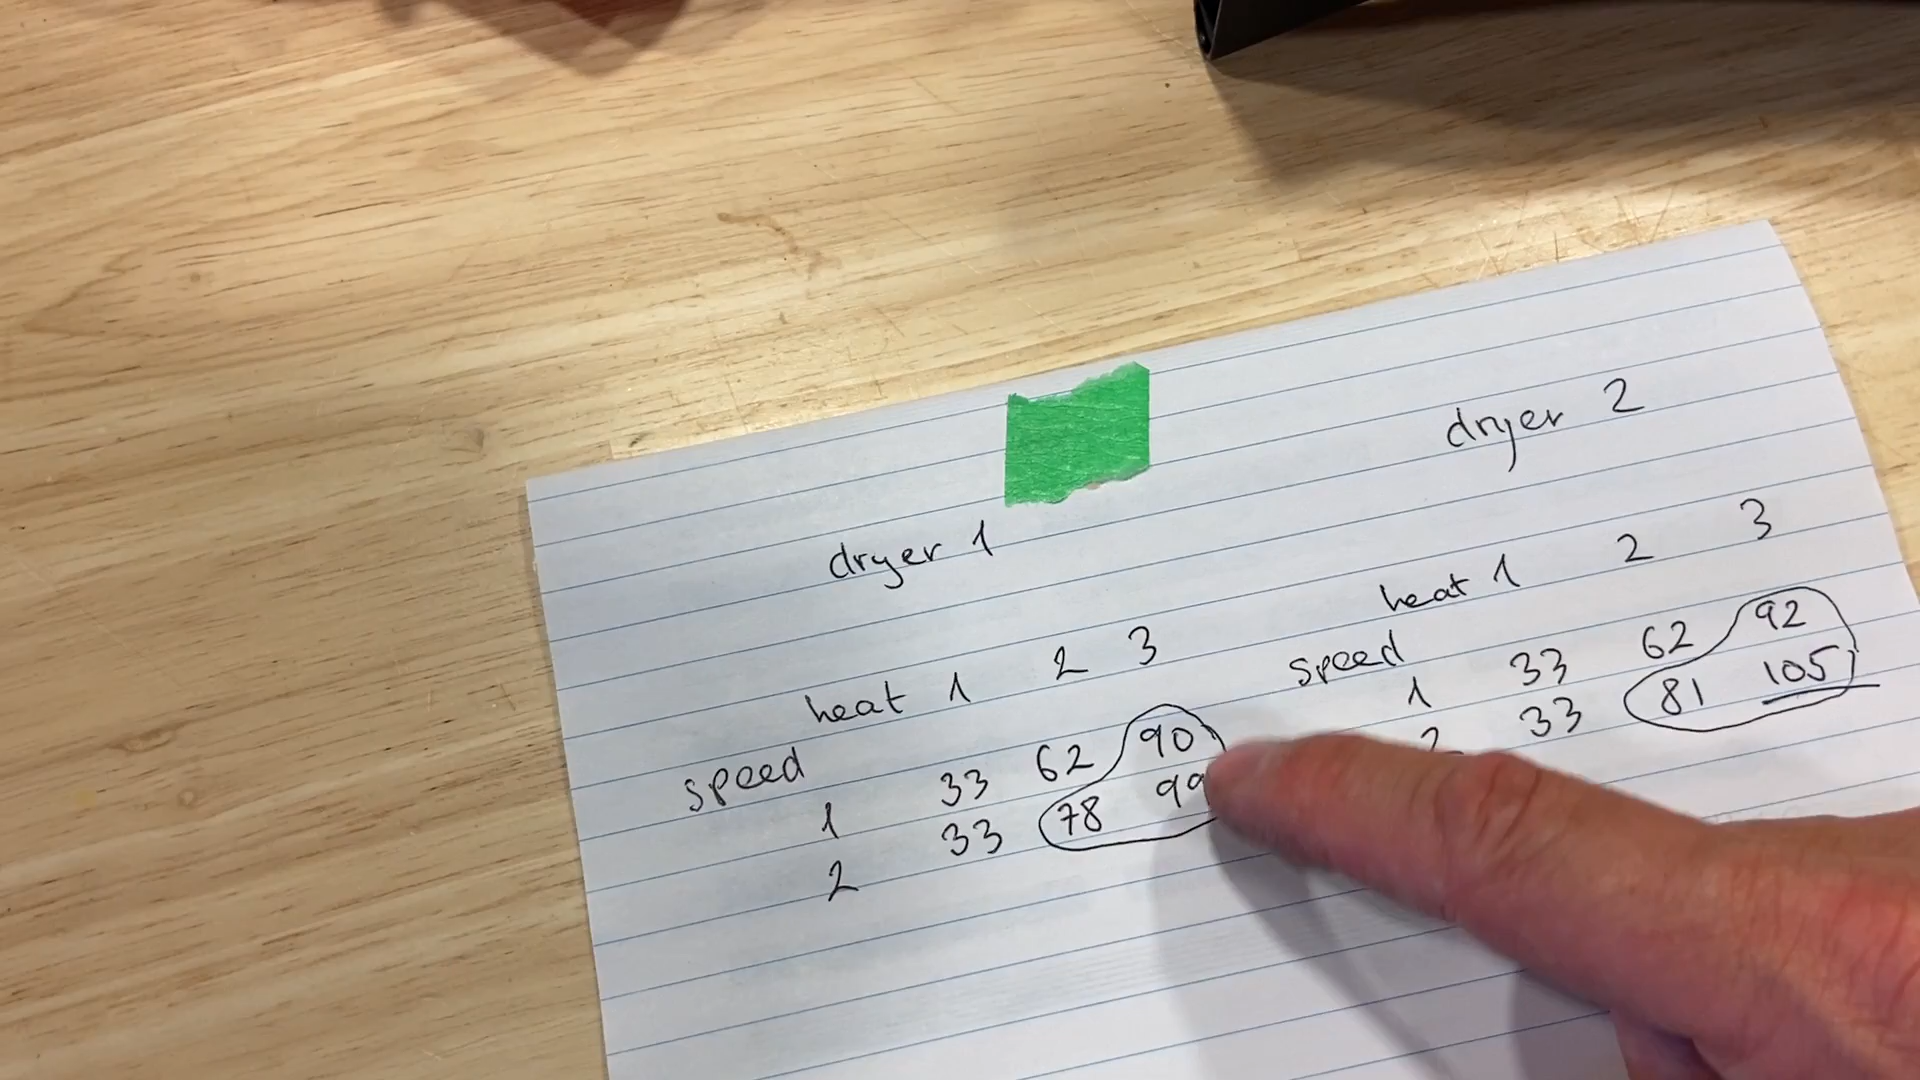 dryer 1
heat 1 2 3
speed
1 33 62 90
2 33 78 99
dryer 2
heat 1 2 3
speed
1 33 62 92
2 33 81 105